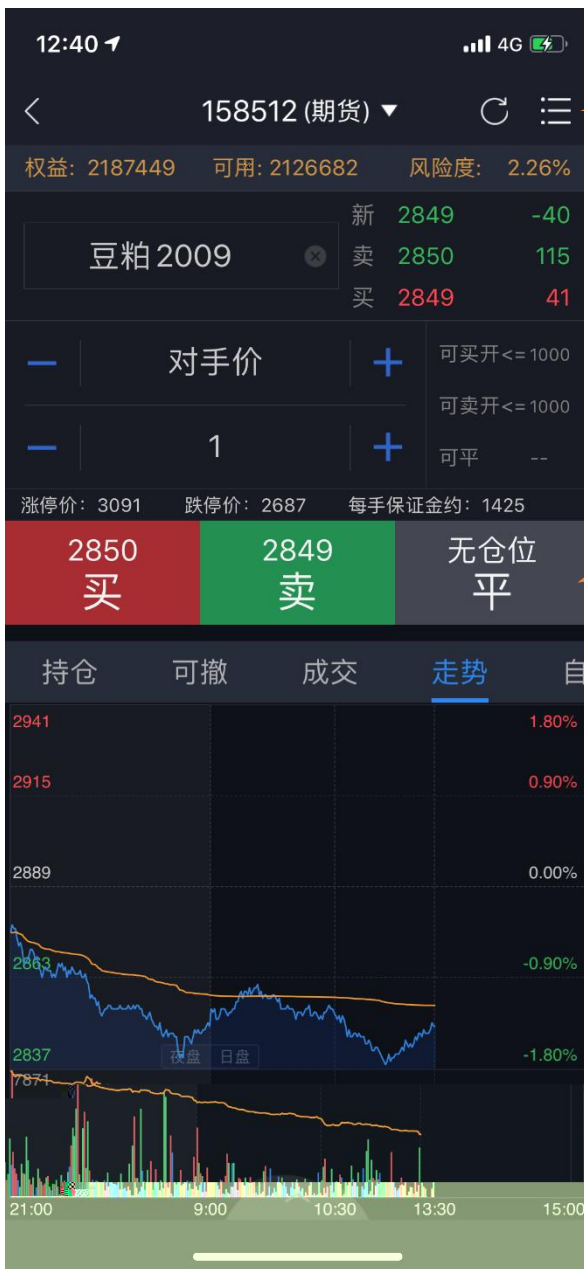 12:40
4G
158512 (期货) ▼
权益: 2187449 可用: 2126682 风险度: 2.26%
豆粕2009
新 2849 -40
卖 2850 115
买 2849 41
对手价
可买开<=1000
可卖开<=1000
1
可平 --
涨停价: 3091 跌停价: 2687 每手保证金约: 1425
2850 2849 无仓位
买 卖 平
持仓 可撤 成交 走势 自
2941 1.80%
2915 0.90%
2889 0.00%
2863 -0.90%
2837 夜盘 日盘 -1.80%
7871
21:00 9:00 10:30 13:30 15:00